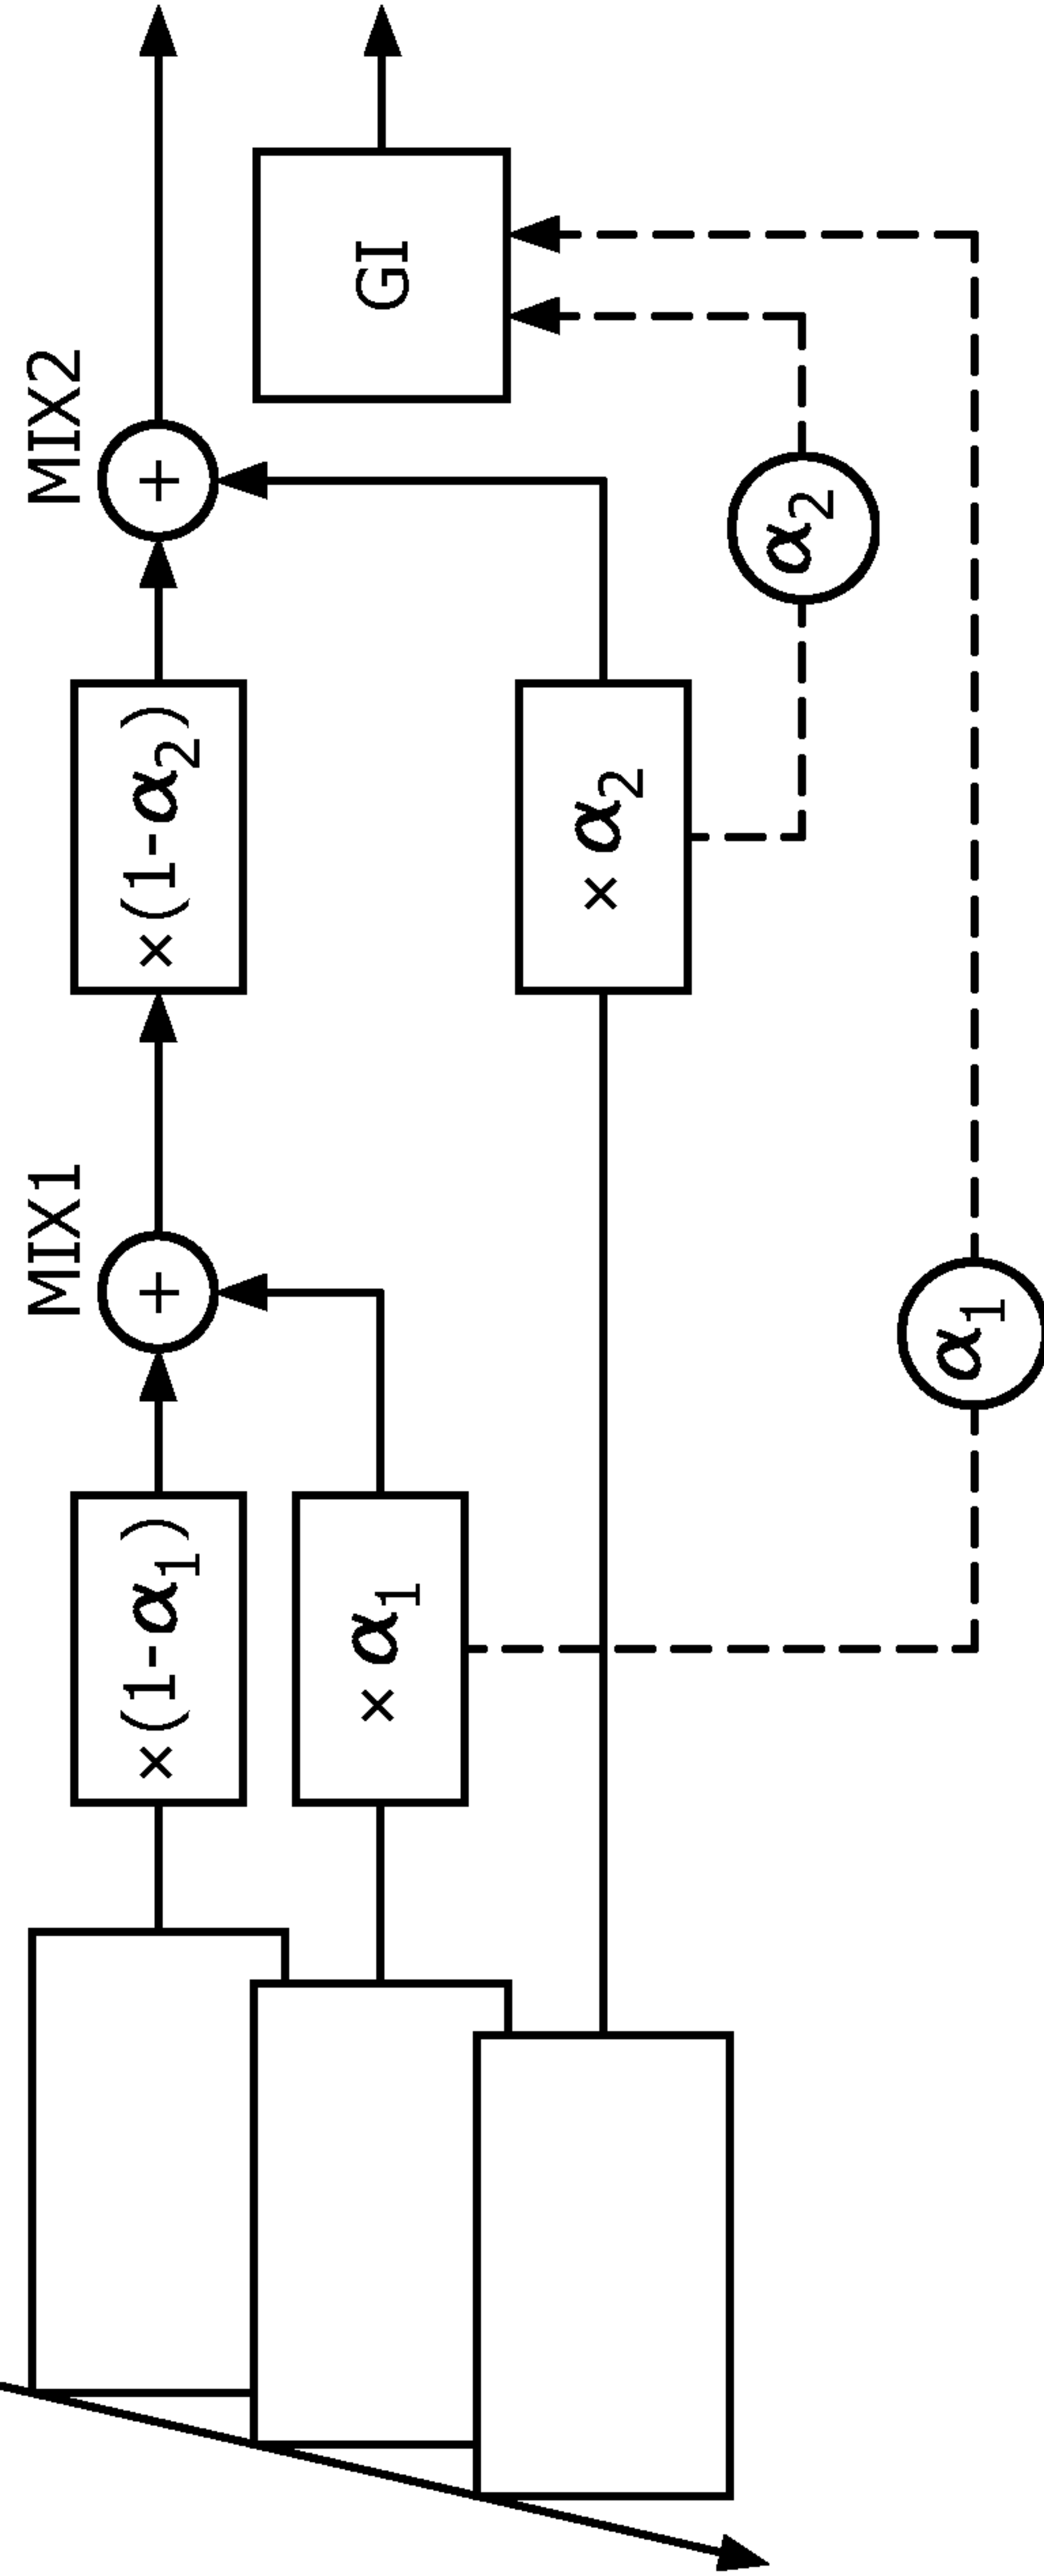 MIX1
MIX2
×(1-α₁)
+
×(1-α₂)
+
×α₁
GI
×α₂
α₂
α₁